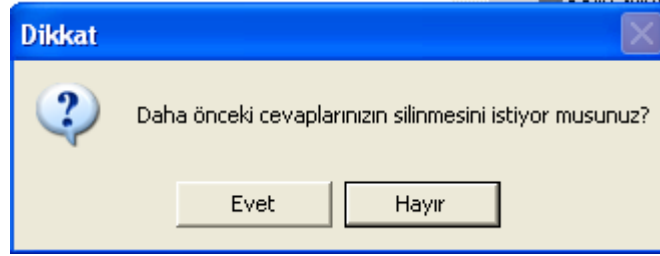 Dikkat
Daha önceki cevaplarınızın silinmesini istiyor musunuz?
Evet
Hayır